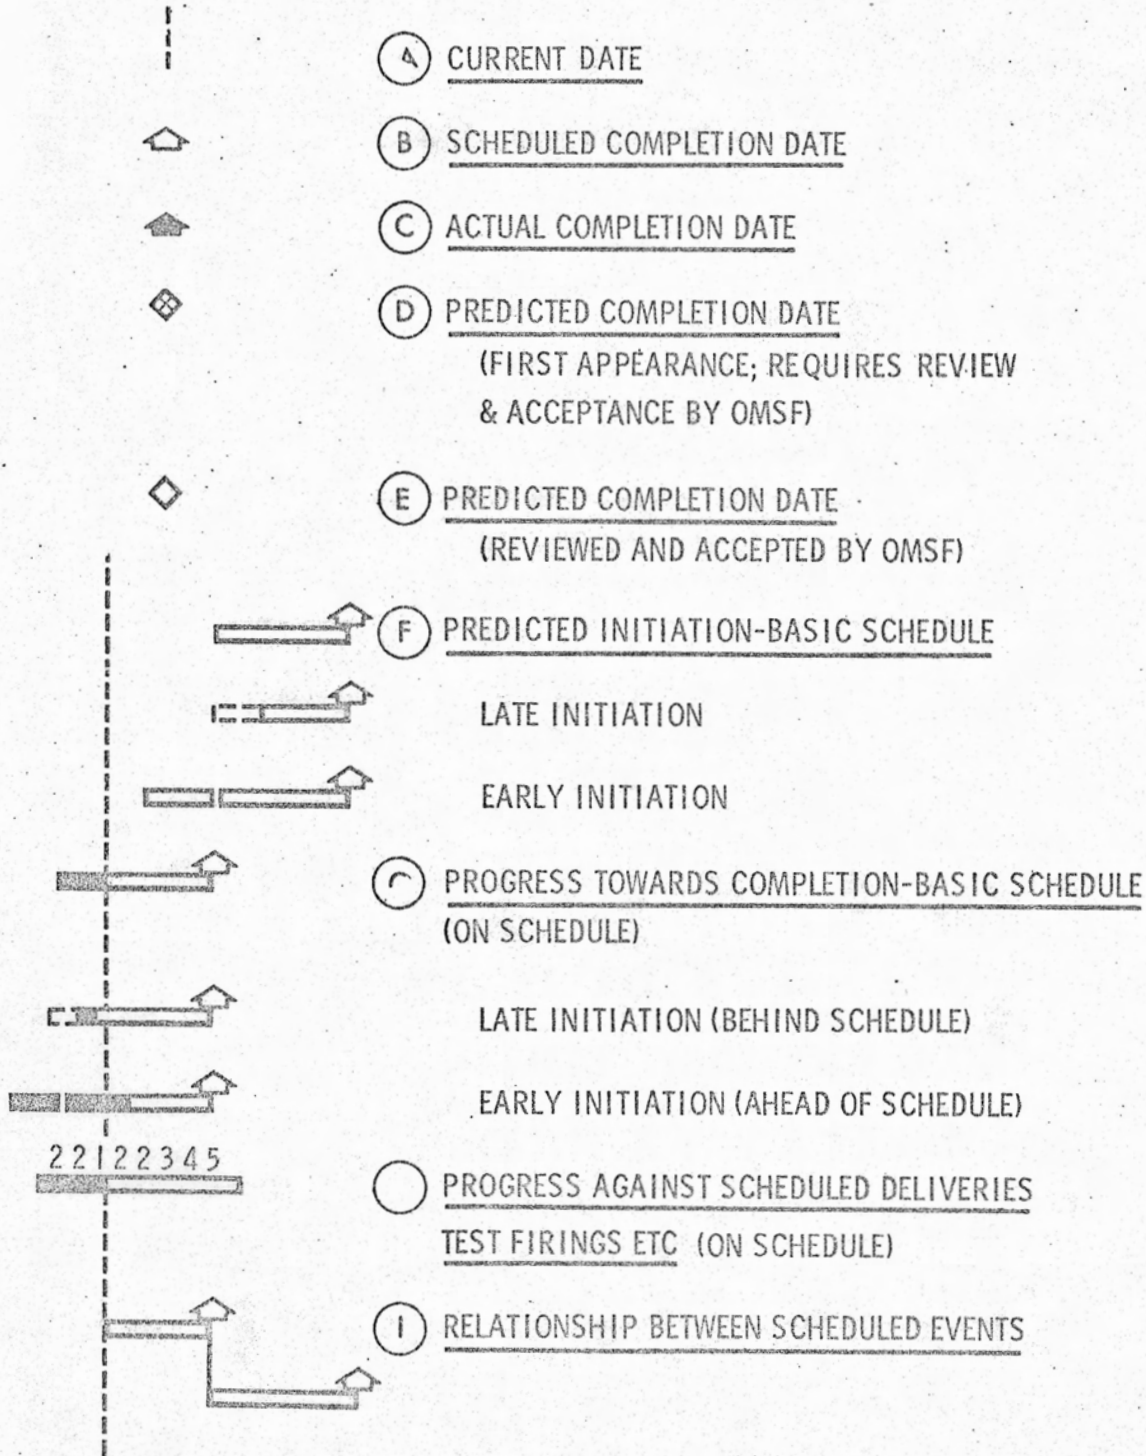 A CURRENT DATE
B SCHEDULED COMPLETION DATE
C ACTUAL COMPLETION DATE
D PREDICTED COMPLETION DATE
(FIRST APPEARANCE; REQUIRES REVIEW
& ACCEPTANCE BY OMSF)
E PREDICTED COMPLETION DATE
(REVIEWED AND ACCEPTED BY OMSF)
F PREDICTED INITIATION-BASIC SCHEDULE
LATE INITIATION
EARLY INITIATION
PROGRESS TOWARDS COMPLETION-BASIC SCHEDULE
(ON SCHEDULE)
LATE INITIATION (BEHIND SCHEDULE)
EARLY INITIATION (AHEAD OF SCHEDULE)
2 2 1 2 2 3 4 5
PROGRESS AGAINST SCHEDULED DELIVERIES
TEST FIRINGS ETC (ON SCHEDULE)
I RELATIONSHIP BETWEEN SCHEDULED EVENTS